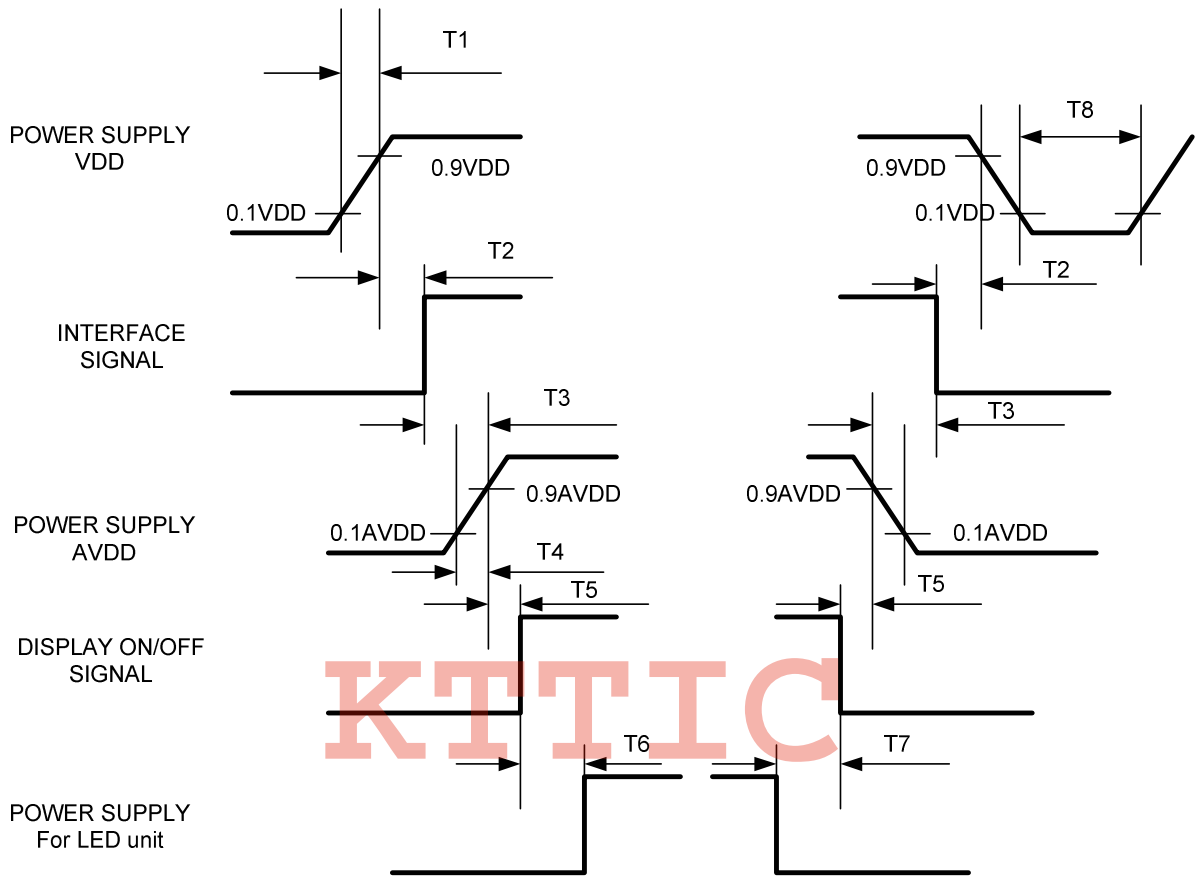 T1
T8
POWER SUPPLY
VDD
0.9VDD
0.9VDD
0.1VDD
0.1VDD
T2
T2
INTERFACE
SIGNAL
T3
T3
0.9AVDD
0.9AVDD
POWER SUPPLY
AVDD
0.1AVDD
0.1AVDD
T4
T5
T5
DISPLAY ON/OFF
SIGNAL
KTTIC
T6
T7
POWER SUPPLY
For LED unit